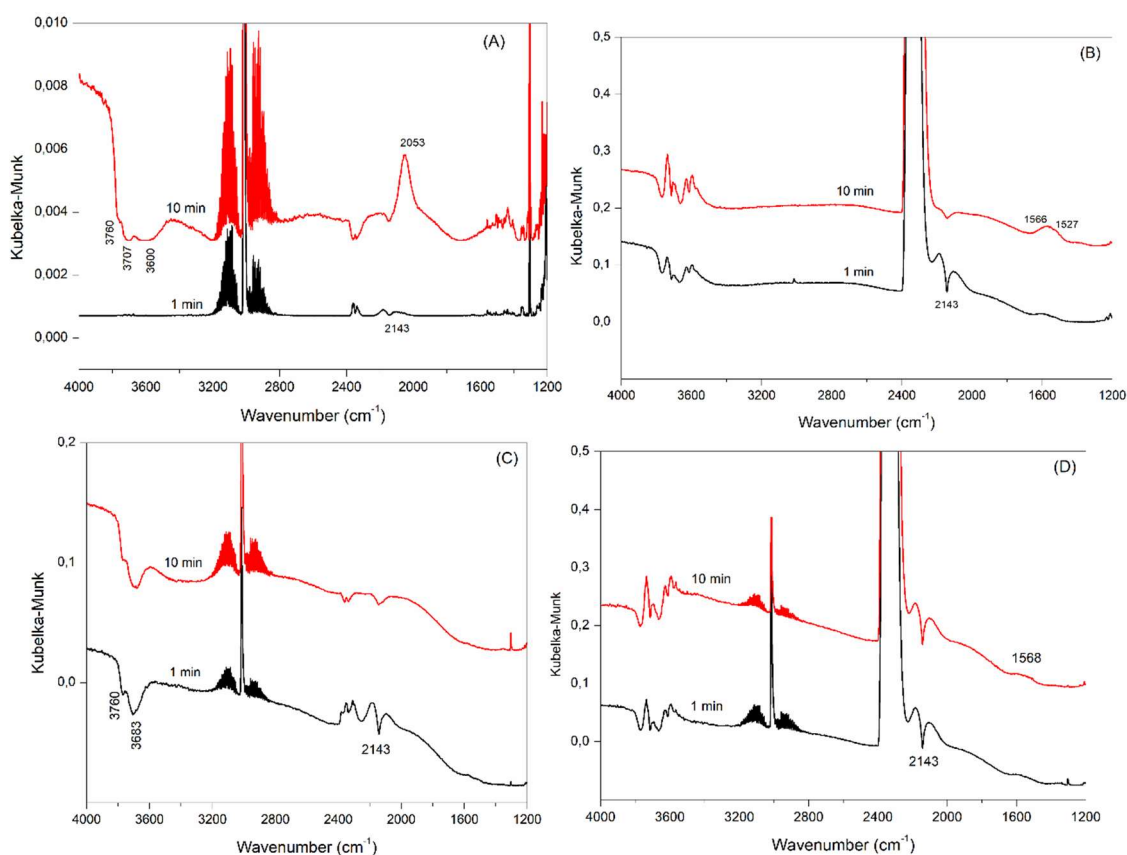 (A)
Kubelka-Munk
0,010
0,008
0,006
0,004
0,002
0,000
3760
3707
3600
10 min
2053
1 min
2143
4000 3600 3200 2800 2400 2000 1600 1200
Wavenumber (cm-1)
(B)
Kubelka-Munk
0,5
0,4
0,3
0,2
0,1
0,0
10 min
1566
1527
1 min
2143
4000 3600 2800 2400 2000 1600 1200
Wavenumber (cm-1)
(C)
Kubelka-Munk
0,2
0,1
0,0
10 min
1 min
3760
3683
2143
4000 3600 3200 2800 2400 2000 1600 1200
Wavenumber (cm-1)
(D)
Kubelka-Munk
0,5
0,4
0,3
0,2
0,1
0,0
10 min
1568
1 min
2143
4000 3600 3200 2800 2400 2000 1600 1200
Wavenumber (cm-1)